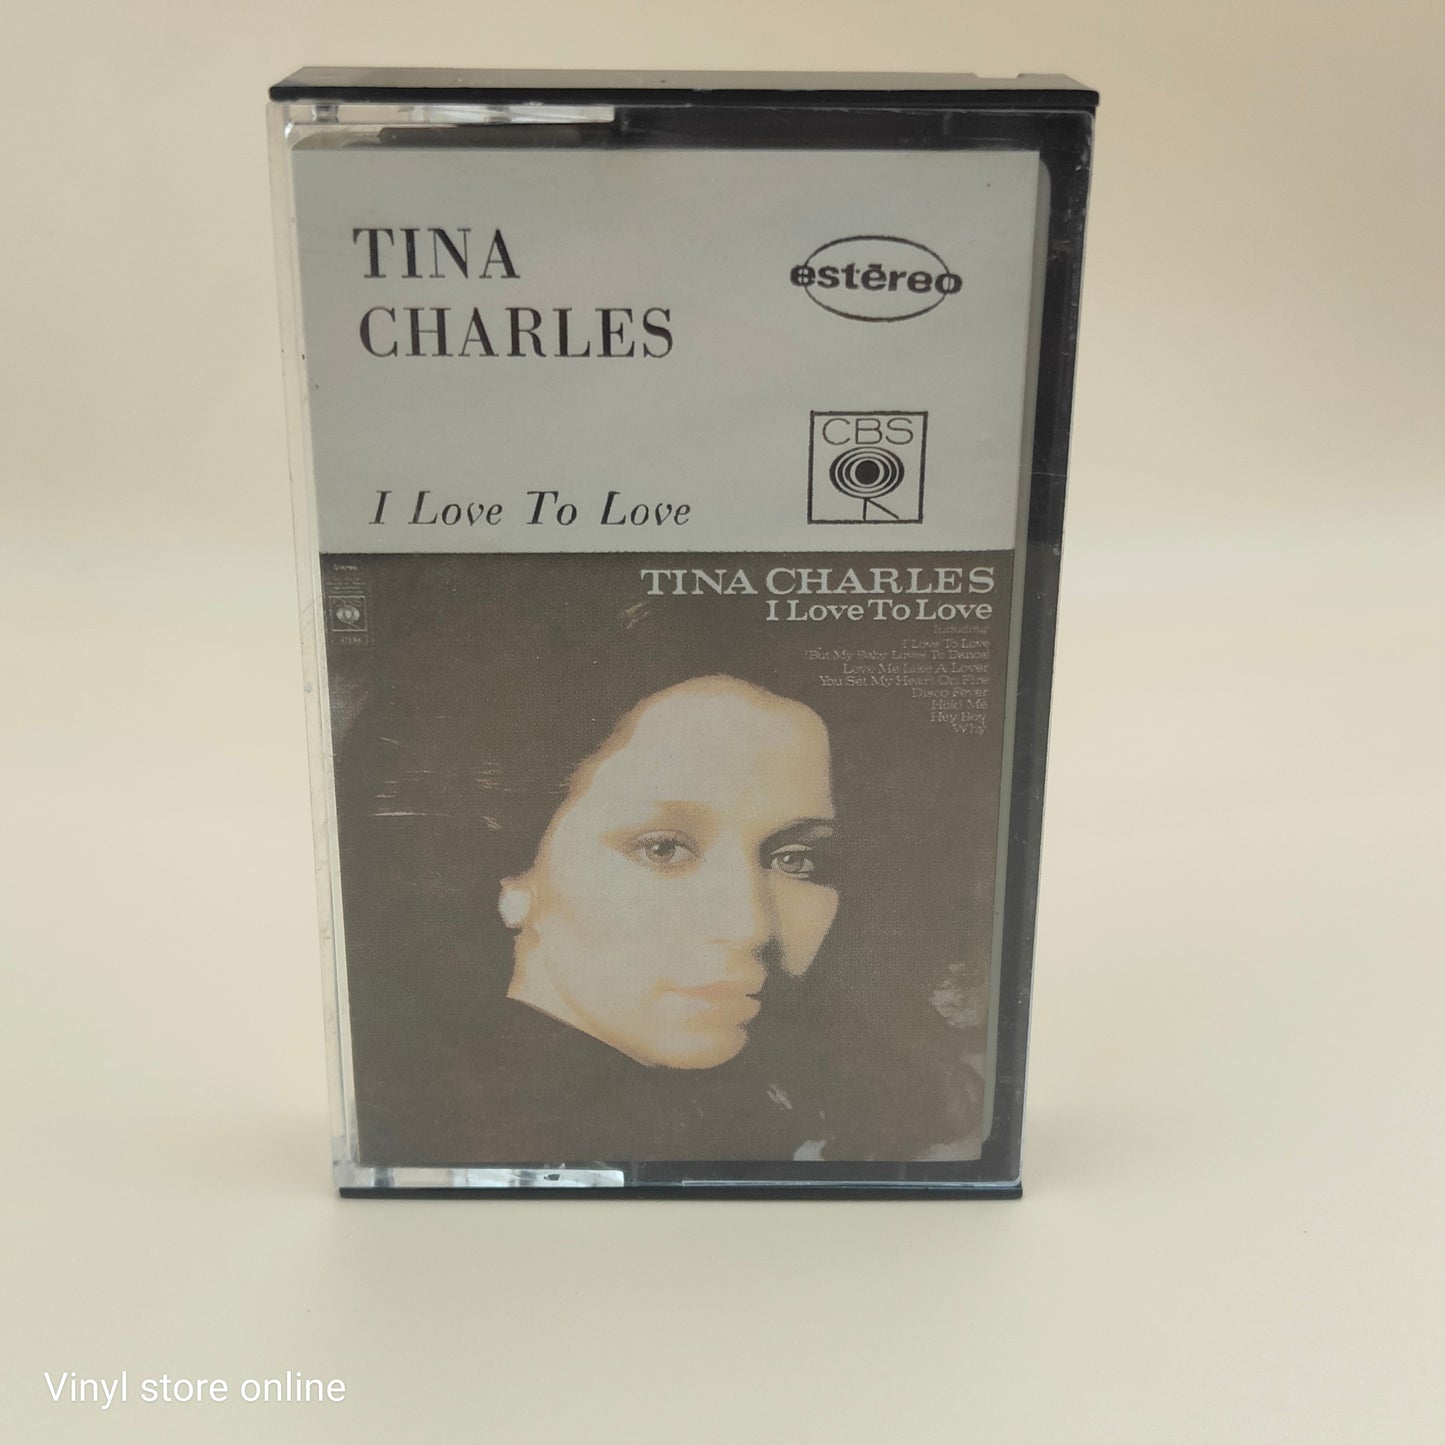 TINA
CHARLES
estēreo
CBS
I Love To Love
TINA CHARLES
I Love To Love
Including
I Love To Love
(But My Baby Loves To Dance)
Love Me Like A Lover
You Set My Heart On Fire
Disco Fever
Hold Me
Hey Boy
Why
Vinyl store online